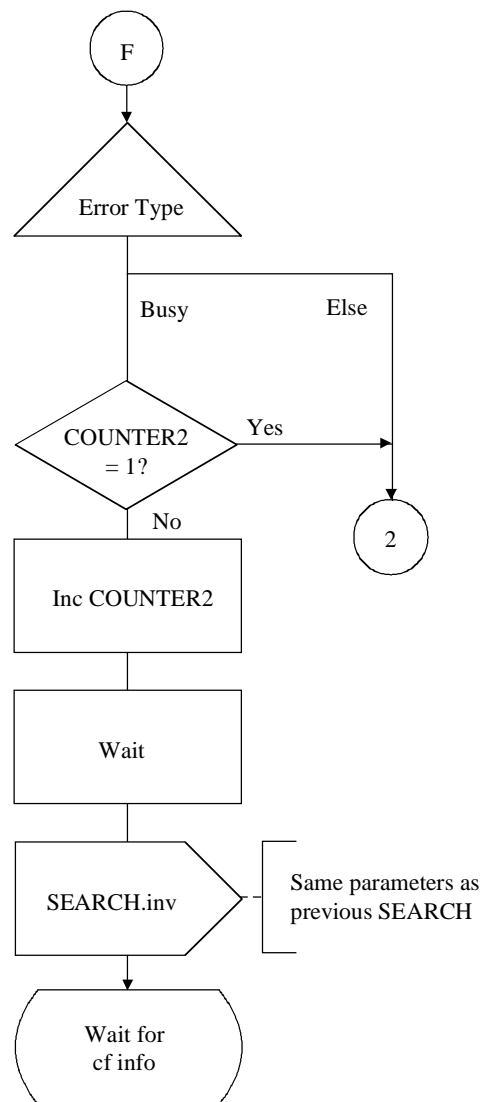 F
Error Type
Busy
Else
COUNTER2
= 1?
Yes
No
2
Inc COUNTER2
Wait
SEARCH.inv
Same parameters as
previous SEARCH
Wait for
cf info